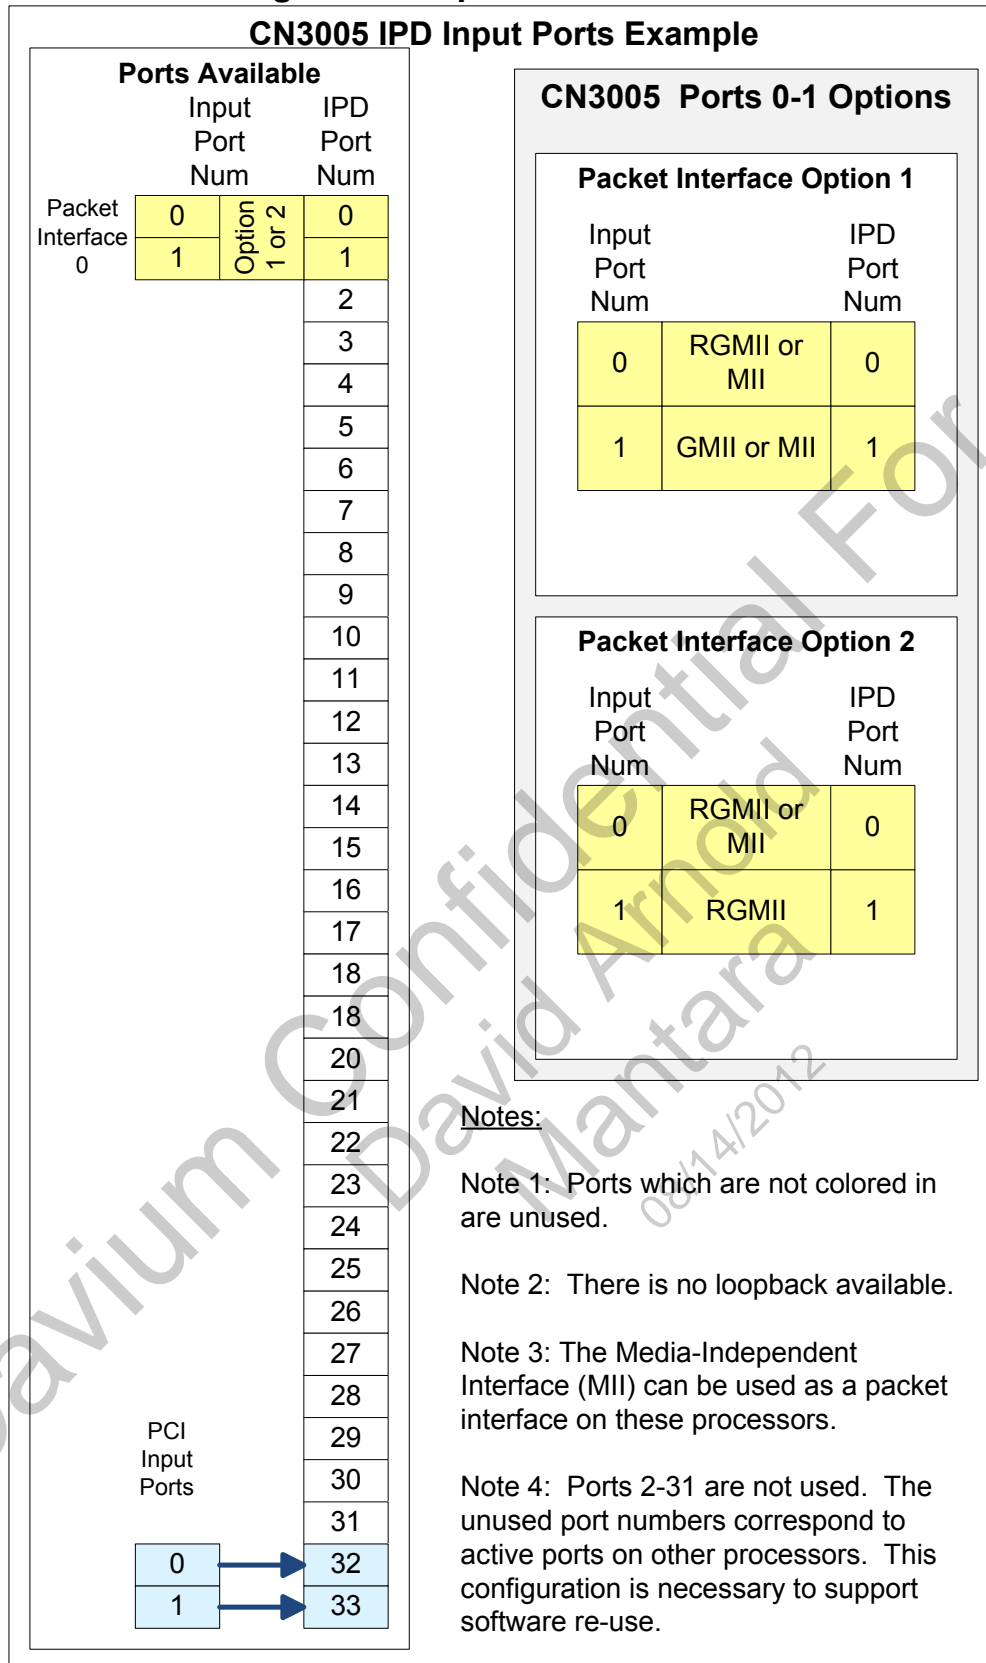 CN3005 IPD Input Ports Example
Ports Available
Input Port Num
IPD Port Num
Packet Interface 0
0
Option 1 or 2
0
1
1
2
3
4
5
6
7
8
9
10
11
12
13
14
15
16
17
18
18
20
21
22
23
24
25
26
27
28
29
30
31
PCI Input Ports
0
32
1
33
CN3005 Ports 0-1 Options
Packet Interface Option 1
Input Port Num
IPD Port Num
0
RGMII or MII
0
1
GMII or MII
1
Packet Interface Option 2
Input Port Num
IPD Port Num
0
RGMII or MII
0
1
RGMII
1
Notes:
Note 1: Ports which are not colored in
are unused.
Note 2: There is no loopback available.
Note 3: The Media-Independent
Interface (MII) can be used as a packet
interface on these processors.
Note 4: Ports 2-31 are not used. The
unused port numbers correspond to
active ports on other processors. This
configuration is necessary to support
software re-use.
Confidential For
David Arnold
Mantara
08/14/2012